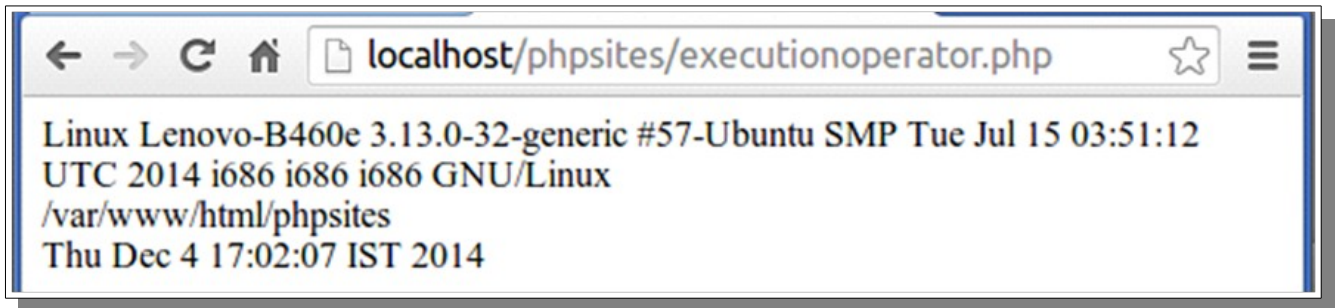 localhost/phpsites/executionoperator.php
Linux Lenovo-B460e 3.13.0-32-generic #57-Ubuntu SMP Tue Jul 15 03:51:12
UTC 2014 i686 i686 i686 GNU/Linux
/var/www/html/phpsites
Thu Dec 4 17:02:07 IST 2014